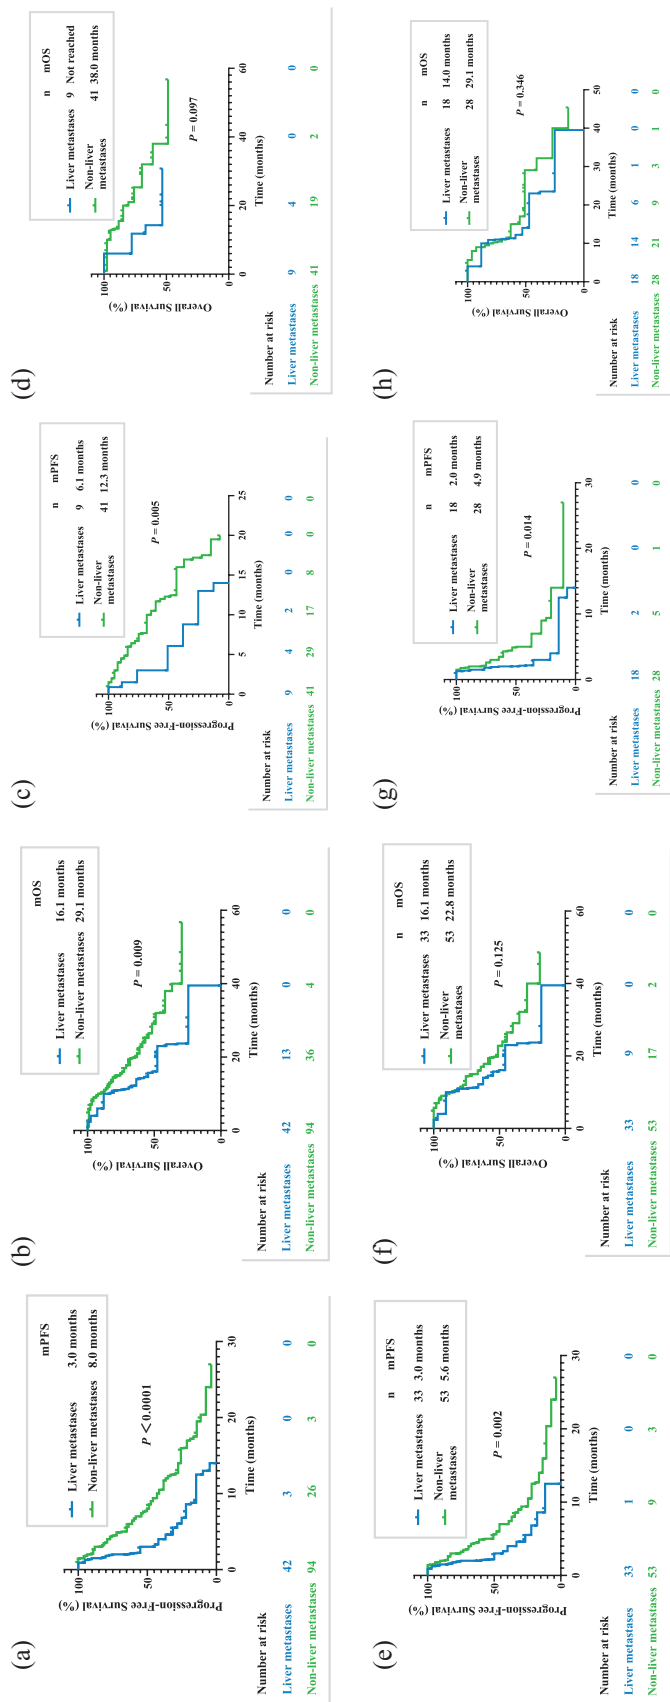 (a)
mPFS
Liver metastases 3.0 months
Non-liver metastases 8.0 months
Progression-Free Survival (%)
100
50
0
P < 0.0001
0 10 20 30
Time (months)
Number at risk
Liver metastases 42 3 0 0
Non-liver metastases 94 26 3 0
(b)
mOS
Liver metastases 16.1 months
Non-liver metastases 29.1 months
Overall Survival (%)
100
50
0
P = 0.009
0 20 40 60
Time (months)
Number at risk
Liver metastases 42 13 0 0
Non-liver metastases 94 36 4 0
(c)
n mPFS
Liver metastases 9 6.1 months
Non-liver
metastases
41 12.3 months
Progression-Free Survival (%)
100
50
0
P = 0.005
0 5 10 15 20 25
Time (months)
Number at risk
Liver metastases 9 4 2 0 0 0
Non-liver metastases 41 29 17 8 0 0
(d)
n mOS
Liver metastases 9 Not reached
Non-liver
metastases
41 38.0 months
Overall Survival (%)
100
50
0
P = 0.097
0 20 40 60
Time (months)
Number at risk
Liver metastases 9 4 0 0
Non-liver metastases 41 19 2 0
(e)
n mPFS
Liver metastases 33 3.0 months
Non-liver
metastases
53 5.6 months
Progression-Free Survival (%)
100
50
0
P = 0.002
0 10 20 30
Time (months)
Number at risk
Liver metastases 33 1 0 0
Non-liver metastases 53 9 3 0
(f)
n mOS
Liver metastases 33 16.1 months
Non-liver
metastases
53 22.8 months
Overall Survival (%)
100
50
0
P = 0.125
0 20 40 60
Time (months)
Number at risk
Liver metastases 33 9 0 0
Non-liver metastases 53 17 2 0
(g)
n mPFS
Liver metastases 18 2.0 months
Non-liver
metastases
28 4.9 months
Progression-Free Survival (%)
100
50
0
P = 0.014
0 10 20 30
Time (months)
Number at risk
Liver metastases 18 2 0 0
Non-liver metastases 28 5 1 0
(h)
n mOS
Liver metastases 18 14.0 months
Non-liver
metastases
28 29.1 months
Overall Survival (%)
100
50
0
P = 0.346
0 10 20 30 40 50
Time (months)
Number at risk
Liver metastases 18 14 6 1 0 0
Non-liver metastases 28 21 9 3 1 0